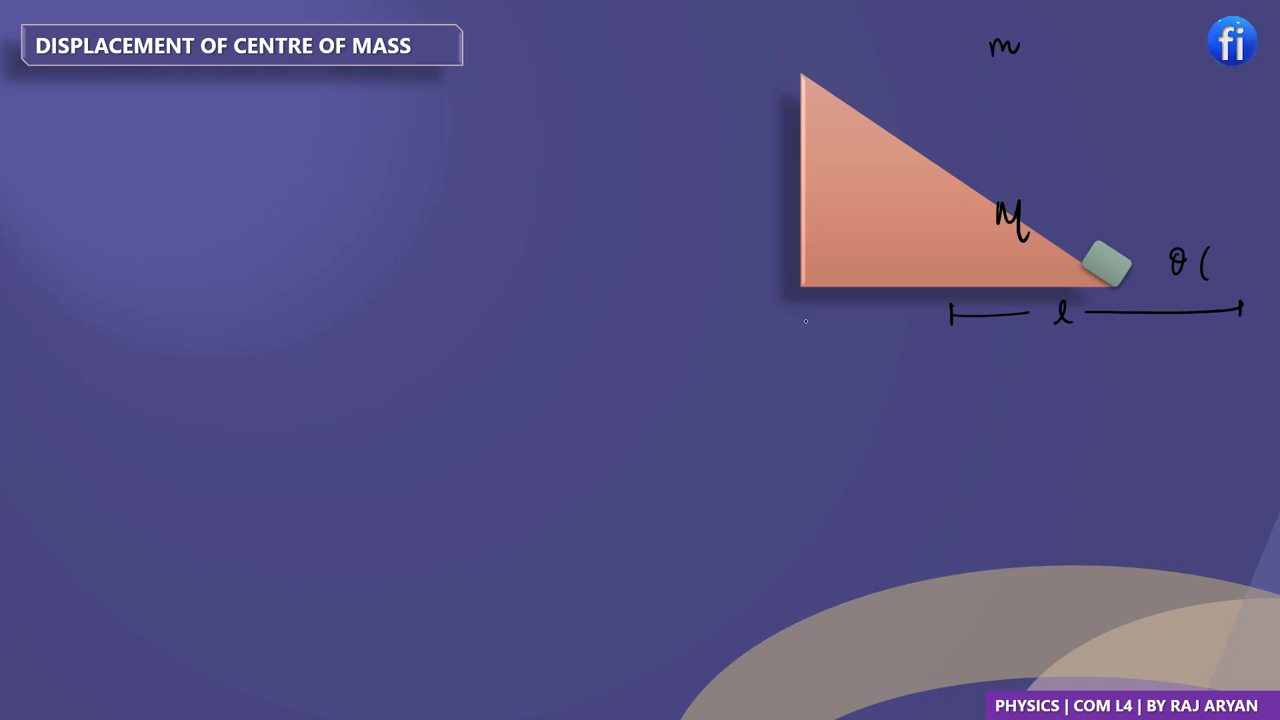 DISPLACEMENT OF CENTRE OF MASS
m
fi
M
θ (
l
PHYSICS | COM L4 | BY RAJ ARYAN